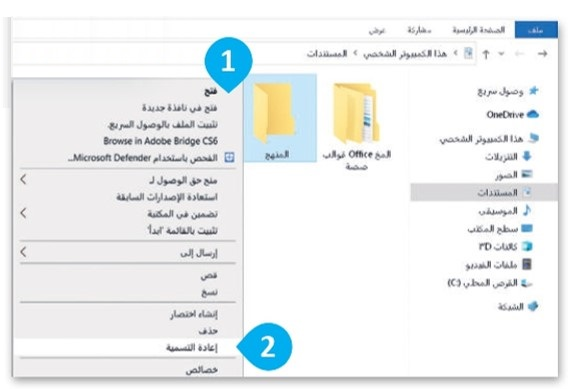 ملف الصفحة الرئيسية مشاركة عرض
هذا الكمبيوتر الشخصي > المستندات
وصول سريع
OneDrive
هذا الكمبيوتر الشخصي
التنزيلات
الصور
المستندات
الموسيقى
سطح المكتب
كائنات 3D
ملفات الفيديو
القرص المحلي (C:)
الشبكة
قوالب Office المخ
صصة
المنهج
1
فتح
فتح في نافذة جديدة
تثبيت الملف بالوصول السريع.
Browse in Adobe Bridge CS6
الفحص باستخدام Microsoft Defender...
منح حق الوصول لـ
استعادة الإصدارات السابقة
تضمين في المكتبة
تثبيت بالقائمة "ابدأ"
إرسال إلى
قص
نسخ
إنشاء اختصار
حذف
إعادة التسمية
2
خصائص